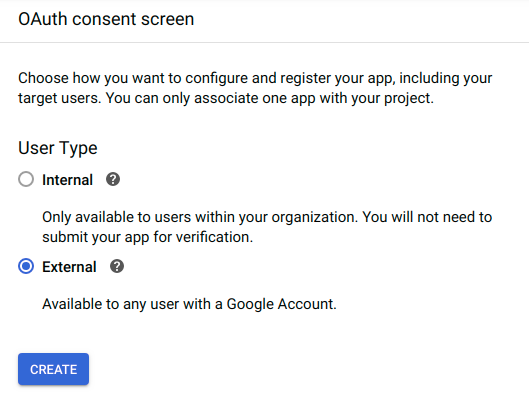 OAuth consent screen
Choose how you want to configure and register your app, including your
target users. You can only associate one app with your project.
User Type
Internal ?
Only available to users within your organization. You will not need to
submit your app for verification.
External ?
Available to any user with a Google Account.
CREATE